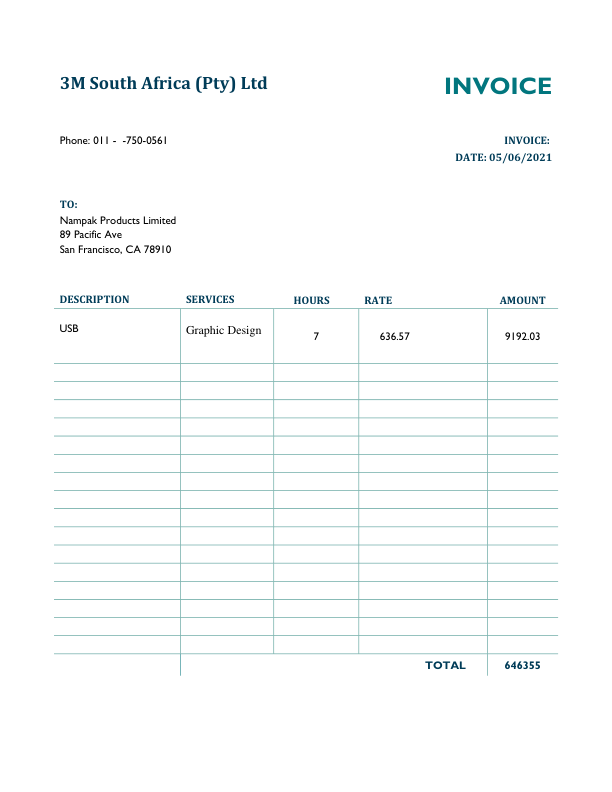 3M South Africa (Pty) Ltd
INVOICE
Phone: 011 - -750-0561
INVOICE:
DATE: 05/06/2021
TO:
Nampak Products Limited
89 Pacific Ave
San Francisco, CA 78910
DESCRIPTION SERVICES HOURS RATE AMOUNT
USB Graphic Design 7 636.57 9192.03
TOTAL 646355